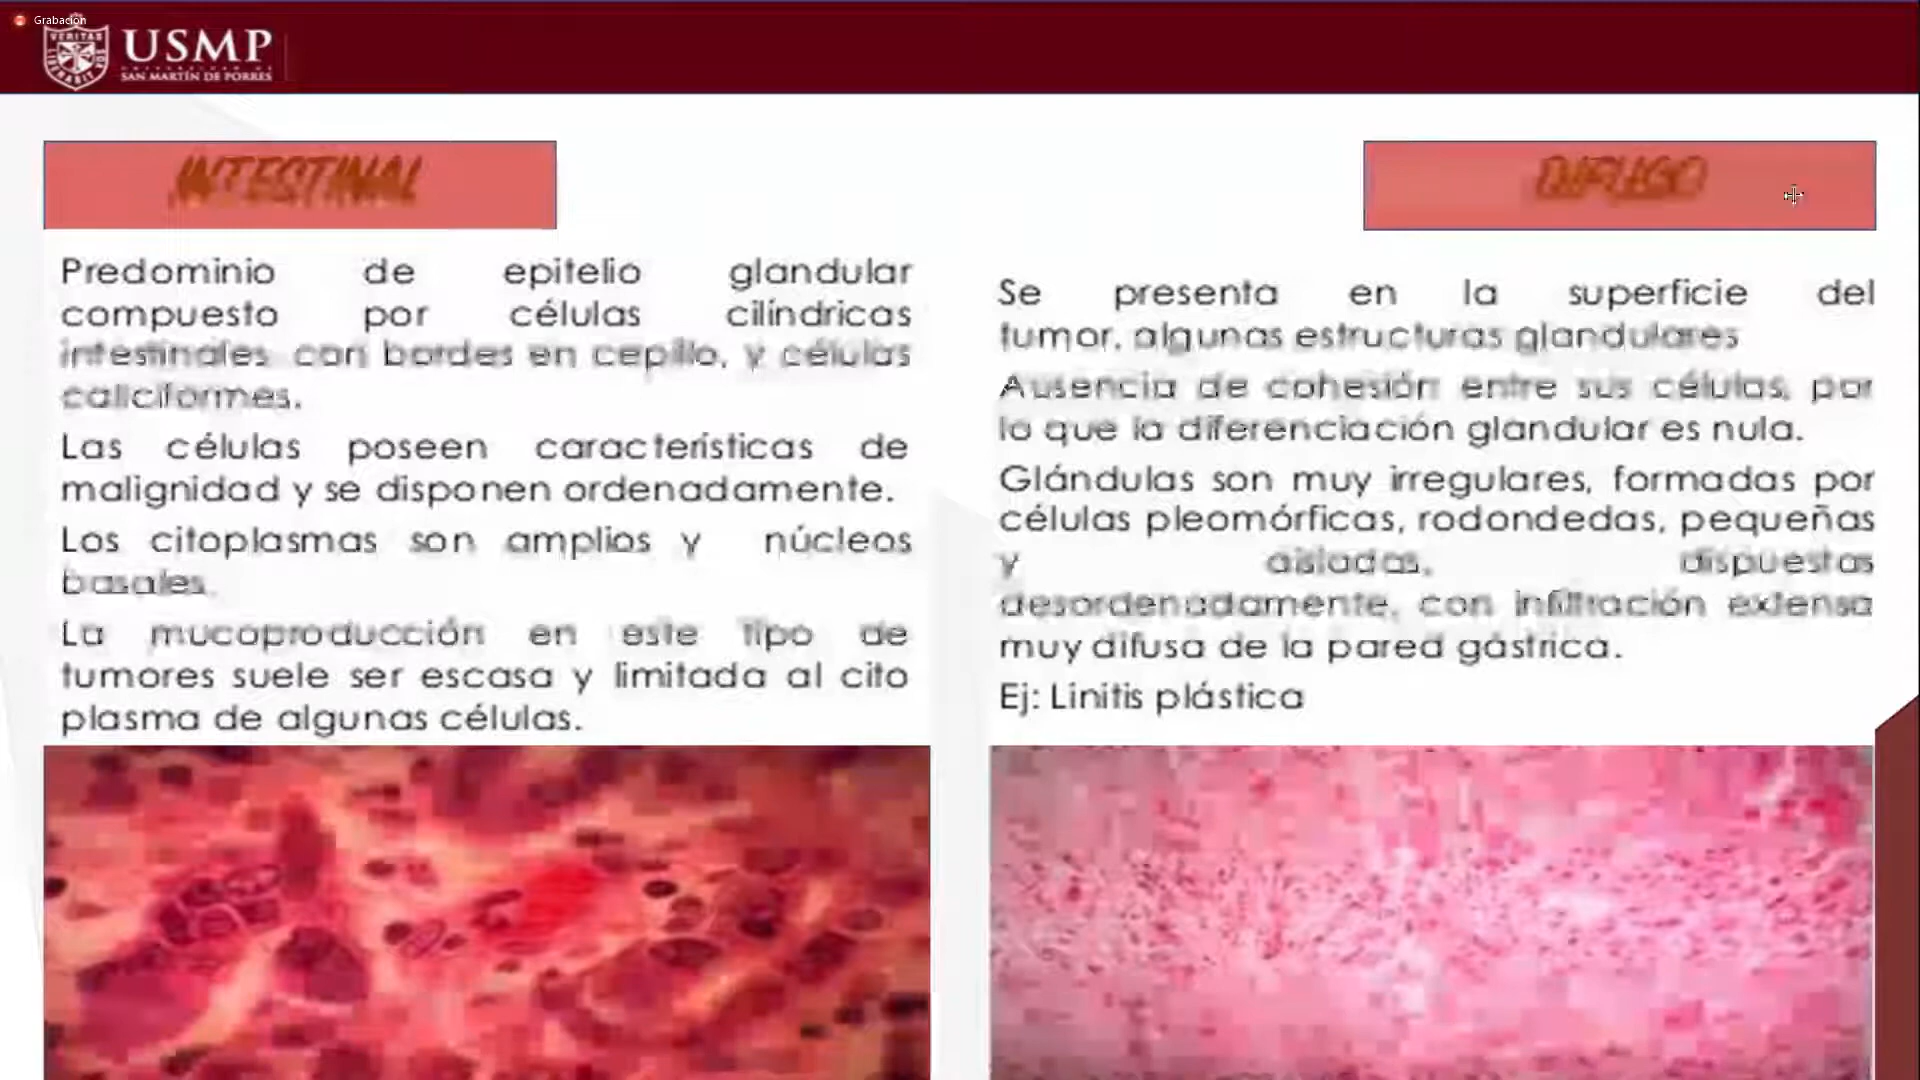 Grabación
VERITAS
USMP
UNIVERSIDAD DE
SAN MARTÍN DE PORRES
INTESTINAL
DIFUSO
Predominio de epitelio glandular
compuesto por células cilíndricas
intestinales con bordes en cepillo, y células
caliciformes.
Las células poseen características de
malignidad y se disponen ordenadamente.
Los citoplasmas son amplios y núcleos
basales.
La mucoproducción en este tipo de
tumores suele ser escasa y limitada al cito
plasma de algunas células.
Se presenta en la superficie del
tumor, algunas estructuras glandulares
Ausencia de cohesión entre sus células, por
lo que la diferenciación glandular es nula.
Glándulas son muy irregulares, formadas por
células pleomórficas, rodondedas, pequeñas
y aisladas, dispuestas
desordenadamente, con infiltración extensa
muy difusa de la pared gástrica.
Ej: Linitis plástica